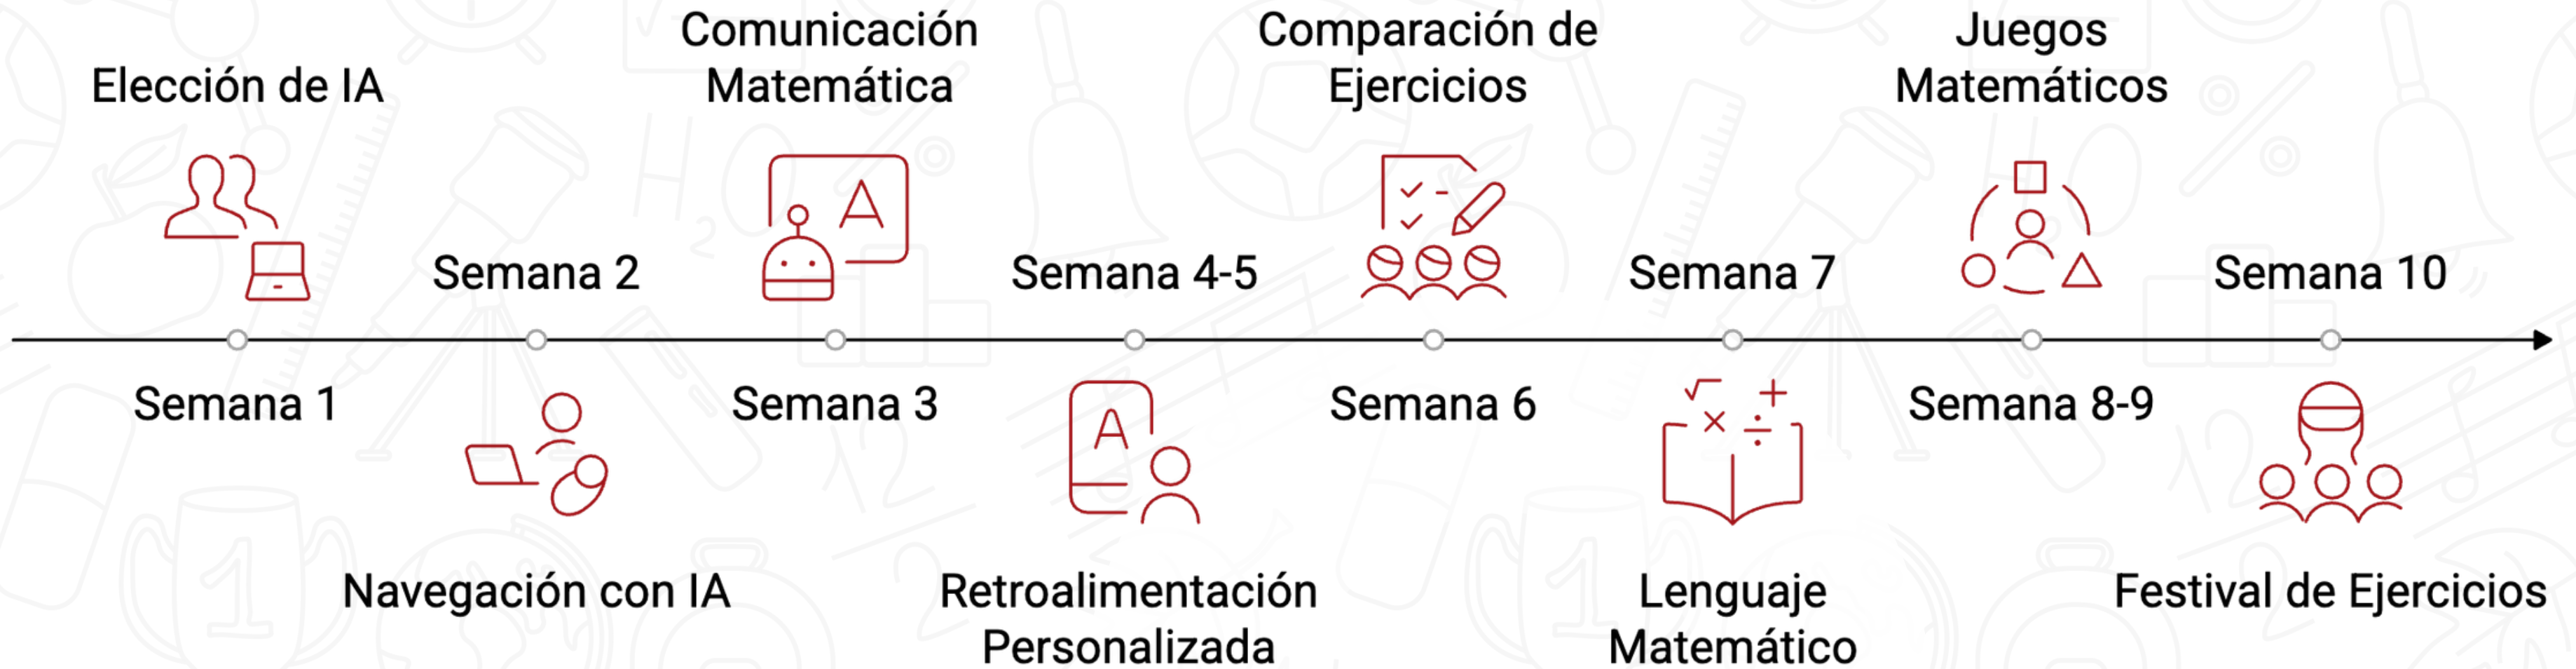 Elección de IA
Semana 1
Semana 2
Navegación con IA
Comunicación
Matemática
Semana 3
Semana 4-5
Retroalimentación
Personalizada
Comparación de
Ejercicios
Semana 6
Semana 7
Lenguaje
Matemático
Juegos
Matemáticos
Semana 8-9
Semana 10
Festival de Ejercicios